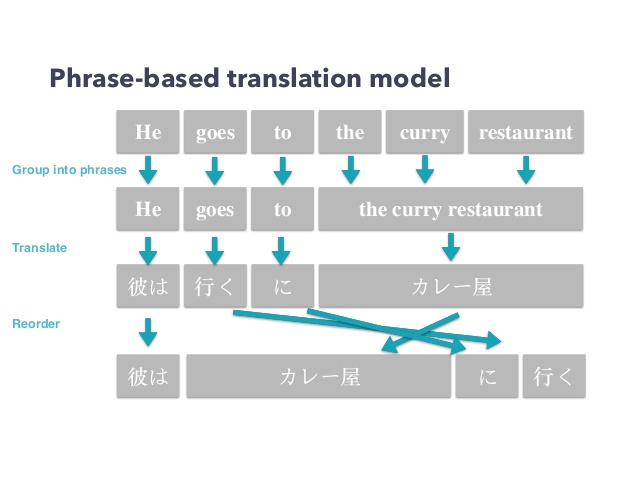 Phrase-based translation model
He goes to the curry restaurant
Group into phrases
He goes to the curry restaurant
Translate
彼は 行く に カレー屋
Reorder
彼は カレー屋 に 行く